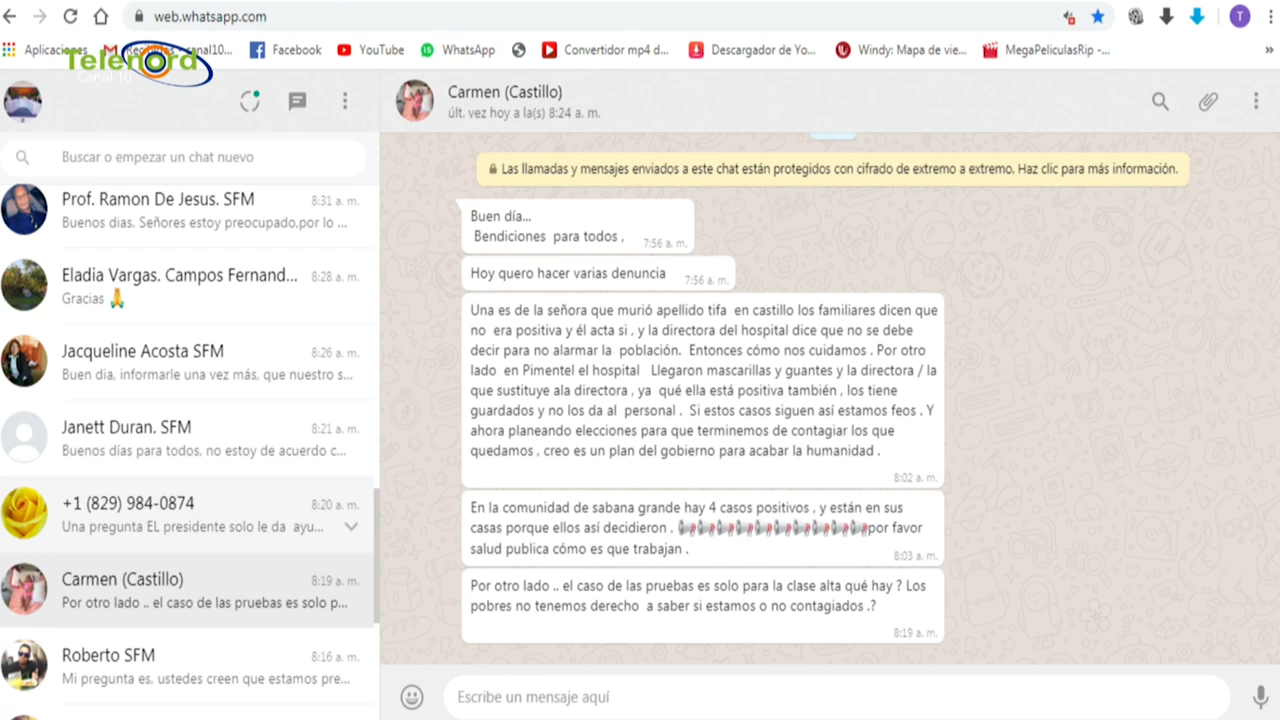 web.whatsapp.com
T
Aplicaciones
canal10...
Facebook
YouTube
WhatsApp
Convertidor mp4 d...
Descargador de Yo...
Windy: Mapa de vie...
MegaPeliculasRip -...
»
Telenord
Canal 10
Carmen (Castillo)
últ. vez hoy a la(s) 8:24 a. m.
Buscar o empezar un chat nuevo
Prof. Ramon De Jesus. SFM 8:31 a. m.
Buenos dias. Señores estoy preocupado,por lo ...
Eladia Vargas. Campos Fernand... 8:28 a. m.
Gracias 🙏
Jacqueline Acosta SFM 8:26 a. m.
Buen dia, informarle una vez más, que nuestro s...
Janett Duran. SFM 8:21 a. m.
Buenos días para todos, no estoy de acuerdo c...
+1 (829) 984-0874 8:20 a. m.
Una pregunta EL presidente solo le da ayu...
Carmen (Castillo) 8:19 a. m.
Por otro lado .. el caso de las pruebas es solo p...
Roberto SFM 8:16 a. m.
Mi pregunta es, ustedes creen que estamos pre...
Las llamadas y mensajes enviados a este chat están protegidos con cifrado de extremo a extremo. Haz clic para más información.
Buen día...
Bendiciones para todos , 7:56 a. m.
Hoy quero hacer varias denuncia 7:56 a. m.
Una es de la señora que murió apellido tifa en castillo los familiares dicen que
no era positiva y él acta si , y la directora del hospital dice que no se debe
decir para no alarmar la población. Entonces cómo nos cuidamos . Por otro
lado en Pimentel el hospital Llegaron mascarillas y guantes y la directora / la
que sustituye ala directora , ya qué ella está positiva también , los tiene
guardados y no los da al personal . Si estos casos siguen así estamos feos . Y
ahora planeando elecciones para que terminemos de contagiar los que
quedamos , creo es un plan del gobierno para acabar la humanidad .
8:02 a. m.
En la comunidad de sabana grande hay 4 casos positivos , y están en sus
casas porque ellos así decidieron . por favor
salud publica cómo es que trabajan .
8:03 a. m.
Por otro lado .. el caso de las pruebas es solo para la clase alta qué hay ? Los
pobres no tenemos derecho a saber si estamos o no contagiados .?
8:19 a. m.
Escribe un mensaje aquí